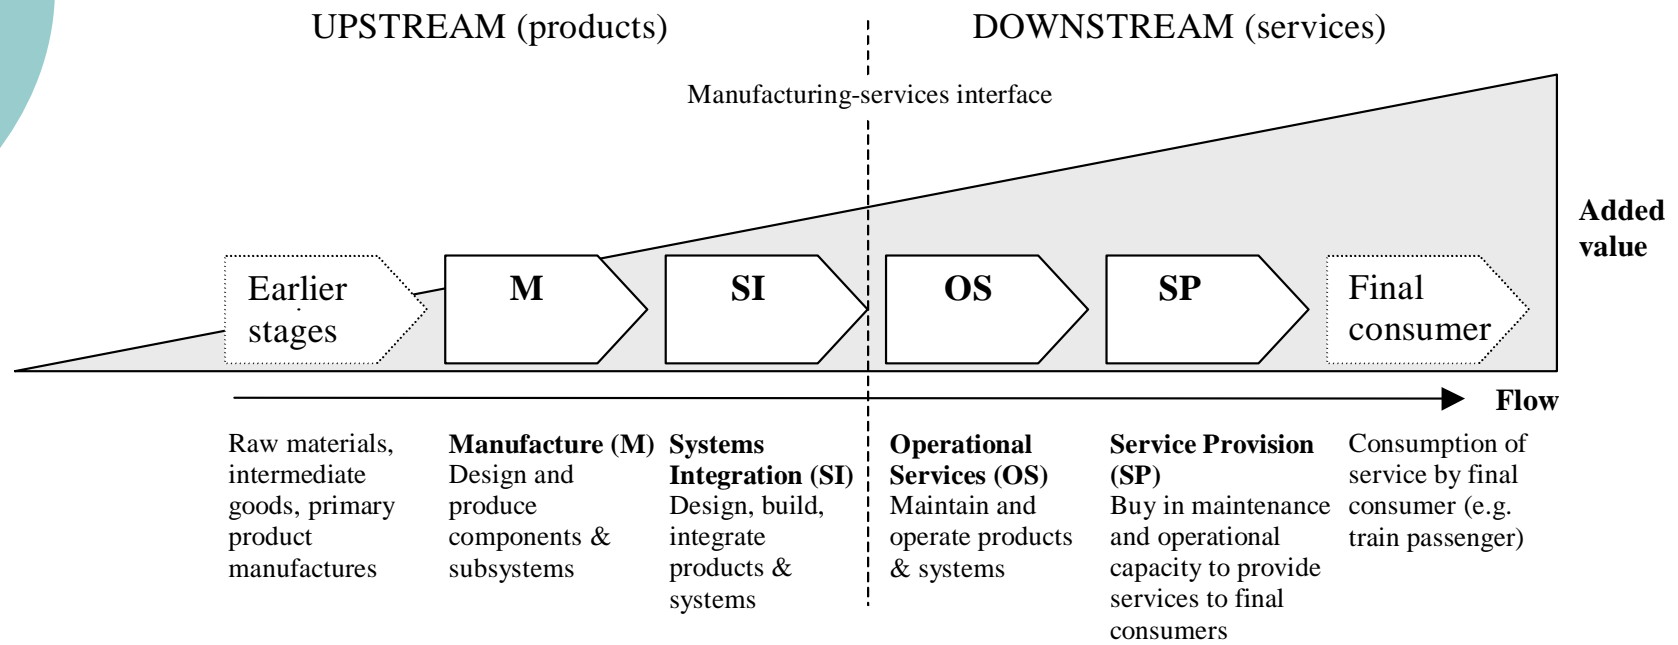 UPSTREAM (products)
DOWNSTREAM (services)
Manufacturing-services interface
Added
value
Earlier
stages
M
SI
OS
SP
Final
consumer
Flow
Raw materials,
intermediate
goods, primary
product
manufactures
Manufacture (M)
Design and
produce
components &
subsystems
Systems
Integration (SI)
Design, build,
integrate
products &
systems
Operational
Services (OS)
Maintain and
operate products
& systems
Service Provision
(SP)
Buy in maintenance
and operational
capacity to provide
services to final
consumers
Consumption of
service by final
consumer (e.g.
train passenger)